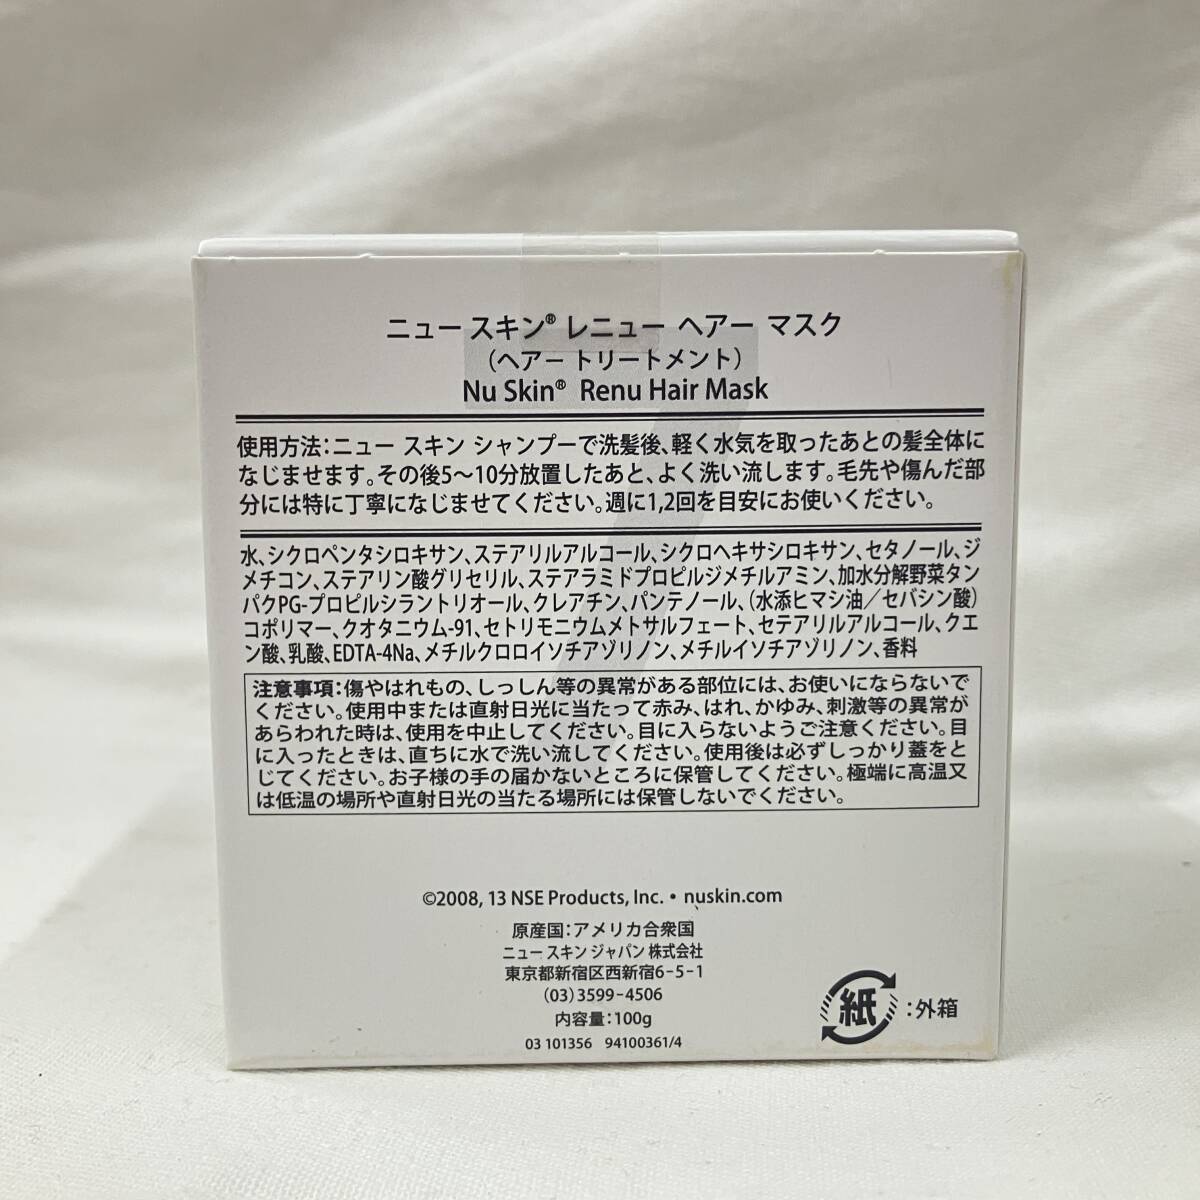 ニュー スキン® レニュー ヘアー マスク
（ヘアー トリートメント）
Nu Skin® Renu Hair Mask
使用方法：ニュー スキン シャンプーで洗髪後、軽く水気を取ったあとの髪全体に
なじませます。その後5〜10分放置したあと、よく洗い流します。毛先や傷んだ部
分には特に丁寧になじませてください。週に1,2回を目安にお使いください。
水、シクロペンタシロキサン、ステアリルアルコール、シクロヘキサシロキサン、セタノール、ジ
メチコン、ステアリン酸グリセリル、ステアラミドプロピルジメチルアミン、加水分解野菜タン
パクPG-プロピルシラントリオール、クレアチン、パンテノール、（水添ヒマシ油／セバシン酸）
コポリマー、クオタニウム-91、セトリモニウムメトサルフェート、セテアリルアルコール、クエ
ン酸、乳酸、EDTA-4Na、メチルクロロイソチアゾリノン、メチルイソチアゾリノン、香料
注意事項：傷やはれもの、しっしん等の異常がある部位には、お使いにならないで
ください。使用中または直射日光に当たって赤み、はれ、かゆみ、刺激等の異常が
あらわれた時は、使用を中止してください。目に入らないようご注意ください。目
に入ったときは、直ちに水で洗い流してください。使用後は必ずしっかり蓋をと
じてください。お子様の手の届かないところに保管してください。極端に高温又
は低温の場所や直射日光の当たる場所には保管しないでください。
©2008, 13 NSE Products, Inc. • nuskin.com
原産国：アメリカ合衆国
ニュー スキン ジャパン 株式会社
東京都新宿区西新宿6-5-1
（03）3599-4506
内容量：100g
03 101356 94100361/4
紙：外箱